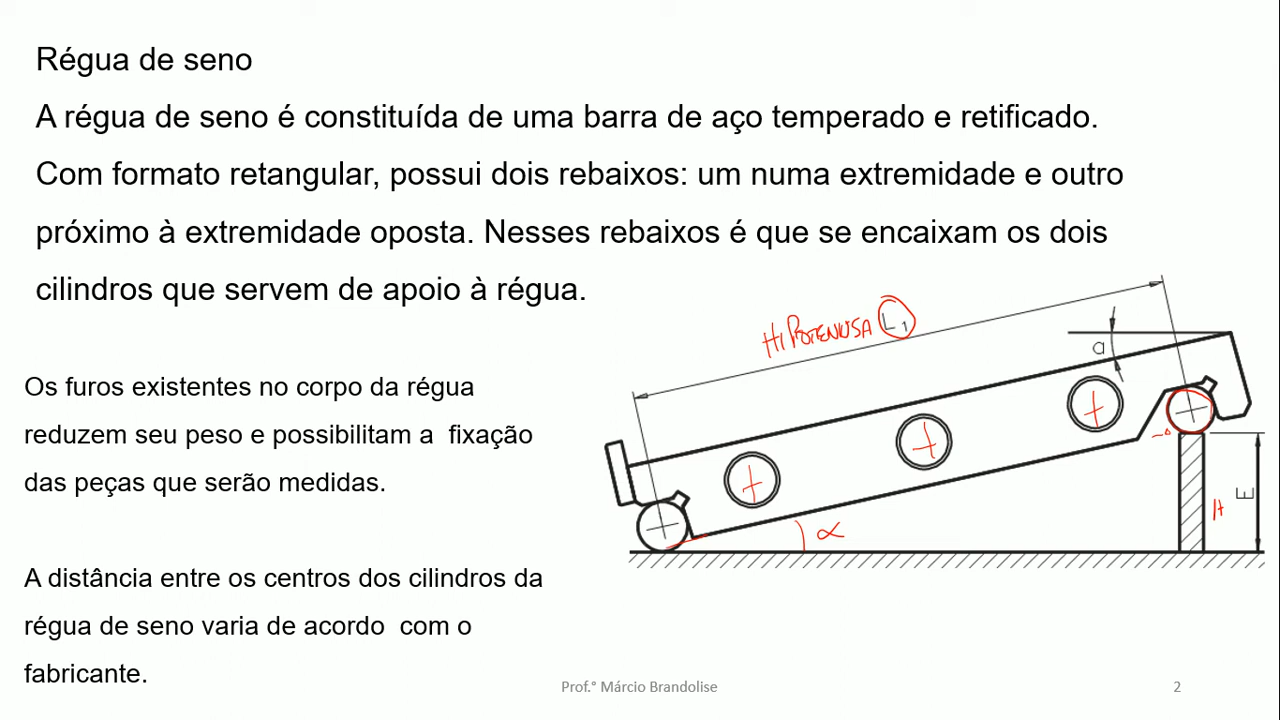 Régua de seno
A régua de seno é constituída de uma barra de aço temperado e retificado.
Com formato retangular, possui dois rebaixos: um numa extremidade e outro
próximo à extremidade oposta. Nesses rebaixos é que se encaixam os dois
cilindros que servem de apoio à régua.
HIPOTENUSA L1
a
Os furos existentes no corpo da régua
reduzem seu peso e possibilitam a fixação
das peças que serão medidas.
E
H
α
A distância entre os centros dos cilindros da
régua de seno varia de acordo com o
fabricante.
Prof.° Márcio Brandolise
2